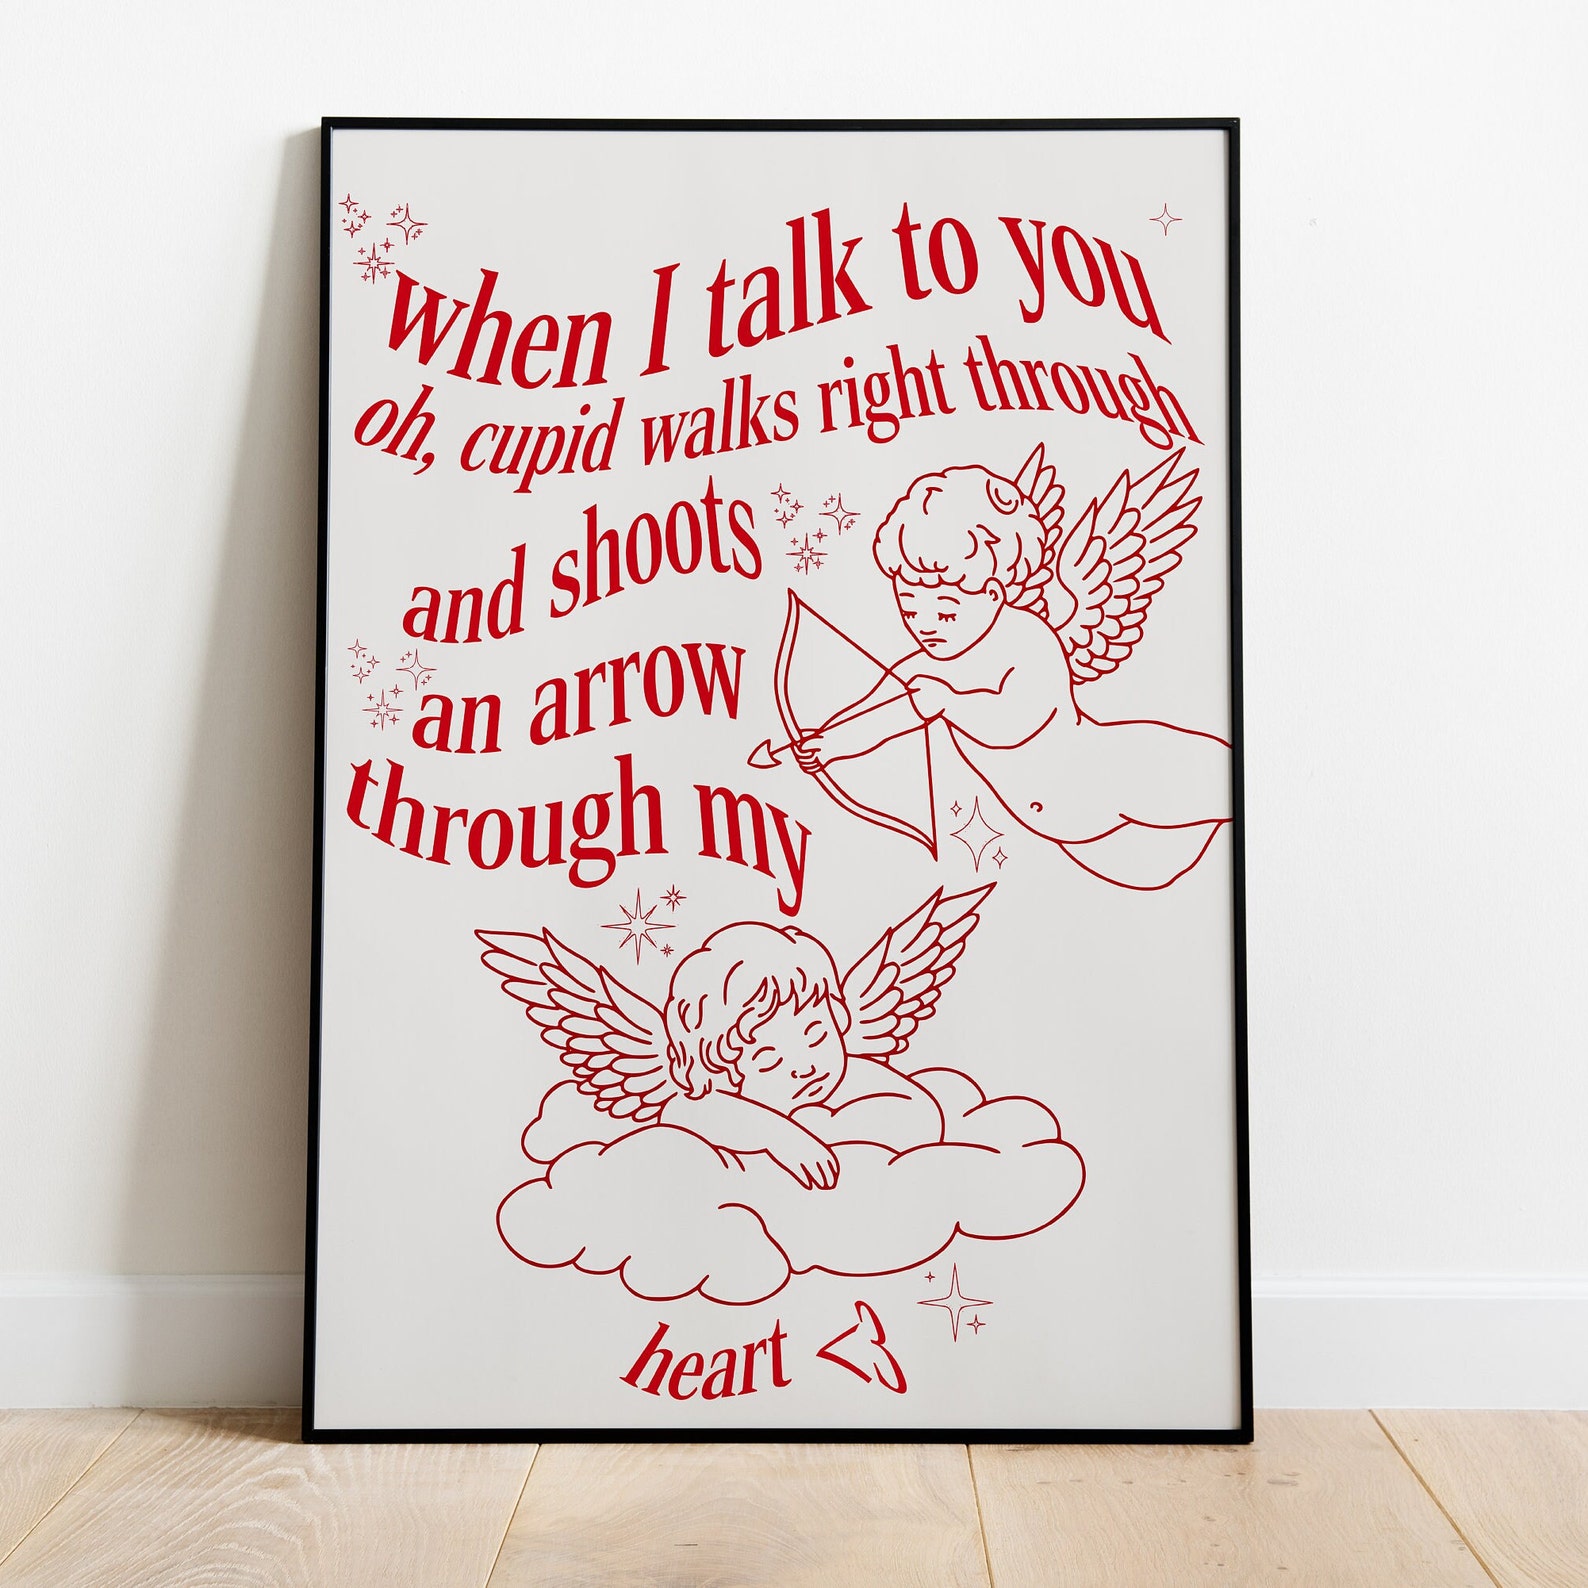 when I talk to you
oh, cupid walks right through
and shoots
an arrow
through my
heart <3